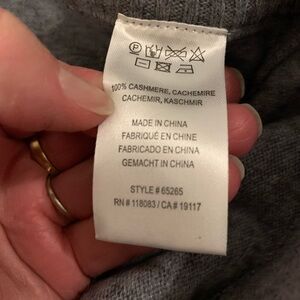 100% CASHMERE, CACHEMIRE
CACHEMIR, KASCHMIR
MADE IN CHINA
FABRIQUÉ EN CHINE
FABRICADO EN CHINA
GEMACHT IN CHINA
STYLE # 65265
RN # 118083 / CA # 19117